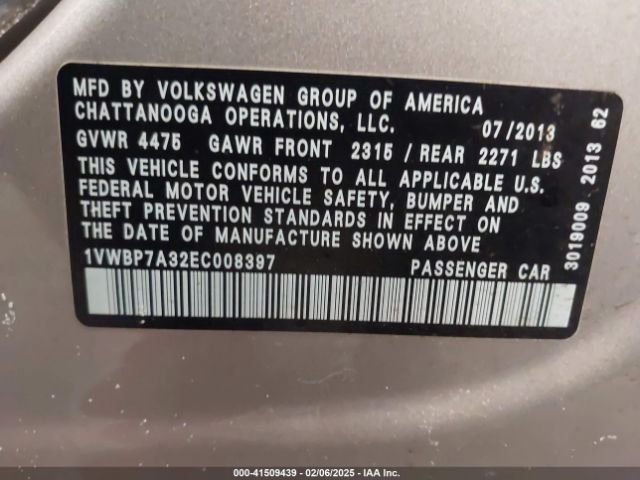 MFD BY VOLKSWAGEN GROUP OF AMERICA
CHATTANOOGA OPERATIONS, LLC. 07/2013
GVWR 4475 GAWR FRONT 2315 / REAR 2271 LBS
THIS VEHICLE CONFORMS TO ALL APPLICABLE U.S.
FEDERAL MOTOR VEHICLE SAFETY, BUMPER AND
THEFT PREVENTION STANDARDS IN EFFECT ON
THE DATE OF MANUFACTURE SHOWN ABOVE
1VWBP7A32EC008397 PASSENGER CAR
3019009 2013 62
000-41509439 - 02/06/2025 - IAAI.COM